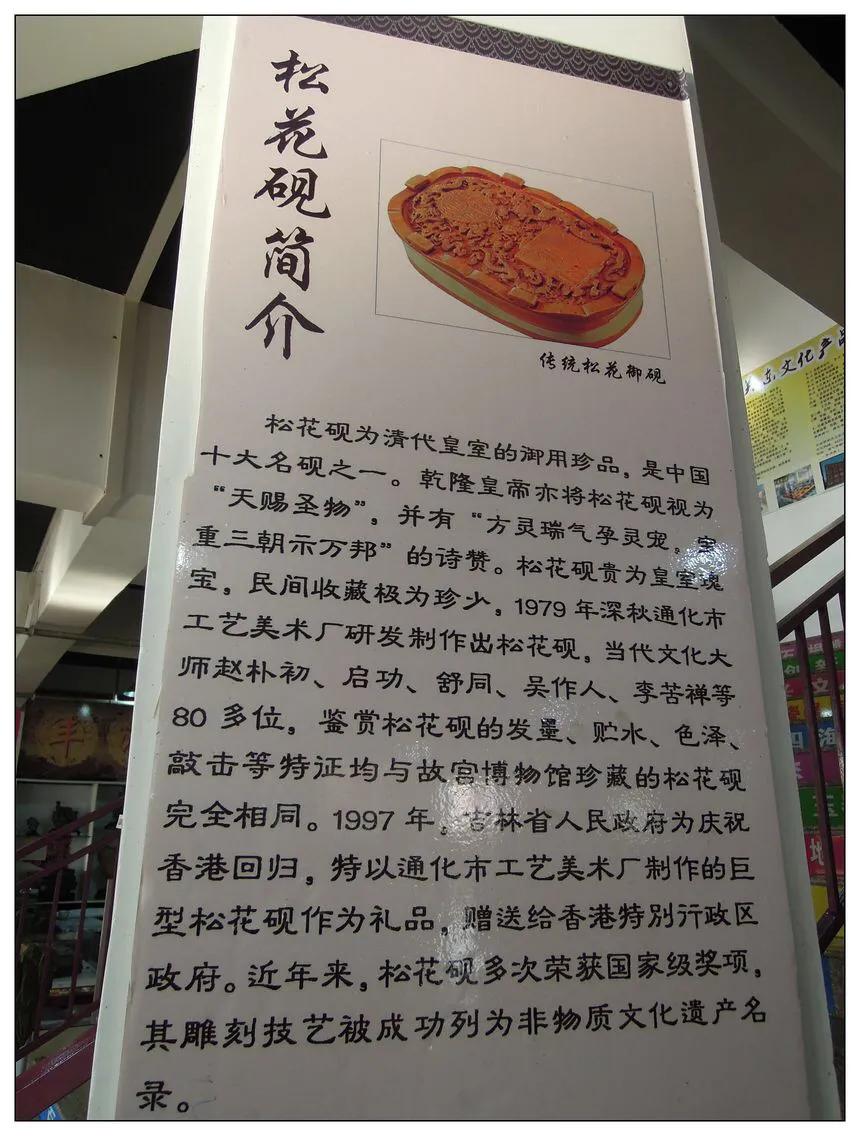 松花砚简介
传统松花御砚
松花砚为清代皇室的御用珍品，是中国
十大名砚之一。乾隆皇帝亦将松花砚视为
“天赐圣物”，并有“方灵瑞气孕灵宠，宝
重三朝示万邦”的诗赞。松花砚贵为皇室瑰
宝，民间收藏极为珍少，1979年深秋通化市
工艺美术厂研发制作出松花砚，当代文化大
师赵朴初、启功、舒同、吴作人、李苦禅等
80多位，鉴赏松花砚的发墨、贮水、色泽、
敲击等特征均与故宫博物馆珍藏的松花砚
完全相同。1997年，吉林省人民政府为庆祝
香港回归，特以通化市工艺美术厂制作的巨
型松花砚作为礼品，赠送给香港特别行政区
政府。近年来，松花砚多次荣获国家级奖项，
其雕刻技艺被成功列为非物质文化遗产名
录。
东文化产品
四海